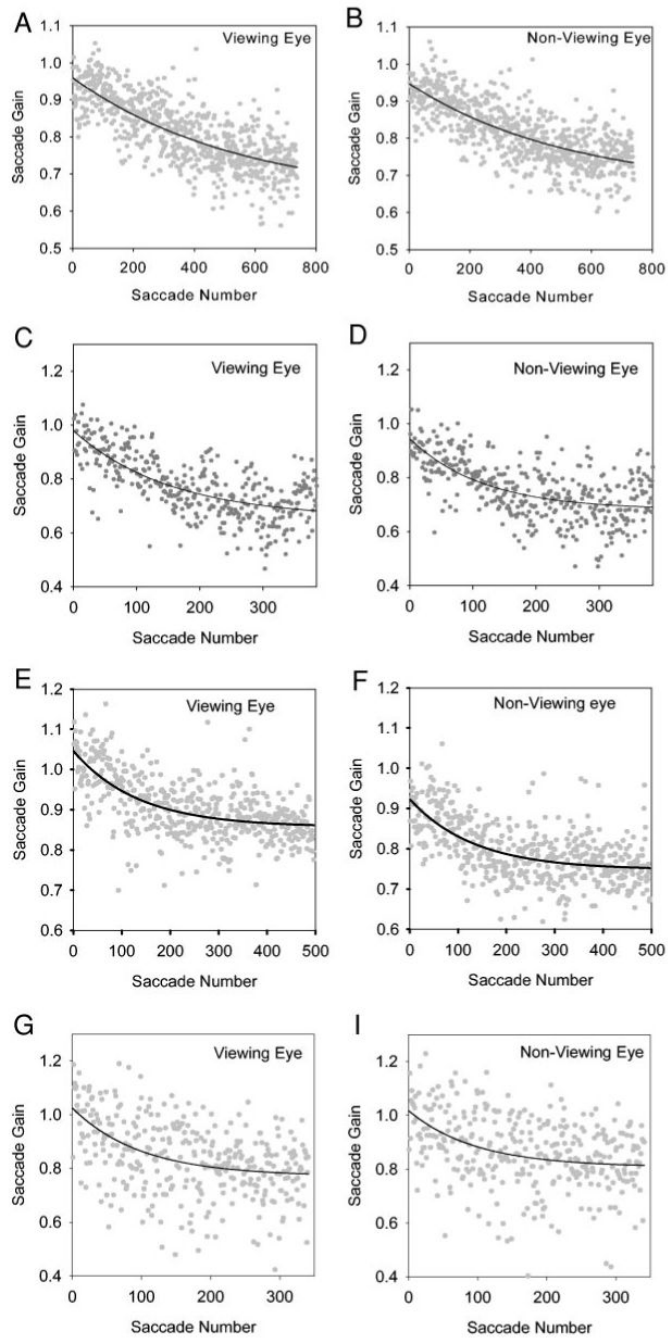 A
Viewing Eye
1.1
1.0
0.9
0.8
0.7
0.6
0.5
Saccade Gain
0 200 400 600 800
Saccade Number
B
Non-Viewing Eye
1.1
1.0
0.9
0.8
0.7
0.6
0.5
Saccade Gain
0 200 400 600 800
Saccade Number
C
Viewing Eye
1.2
1.0
0.8
0.6
0.4
Saccade Gain
0 100 200 300
Saccade Number
D
Non-Viewing Eye
1.2
1.0
0.8
0.6
0.4
Saccade Gain
0 100 200 300
Saccade Number
E
Viewing Eye
1.2
1.1
1.0
0.9
0.8
0.7
0.6
Saccade Gain
0 100 200 300 400 500
Saccade Number
F
Non-Viewing eye
1.2
1.1
1.0
0.9
0.8
0.7
0.6
Saccade Gain
0 100 200 300 400 500
Saccade Number
G
Viewing Eye
1.2
1.0
0.8
0.6
0.4
Saccade Gain
0 100 200 300
Saccade Number
I
Non-Viewing Eye
1.2
1.0
0.8
0.6
0.4
Saccade Gain
0 100 200 300
Saccade Number